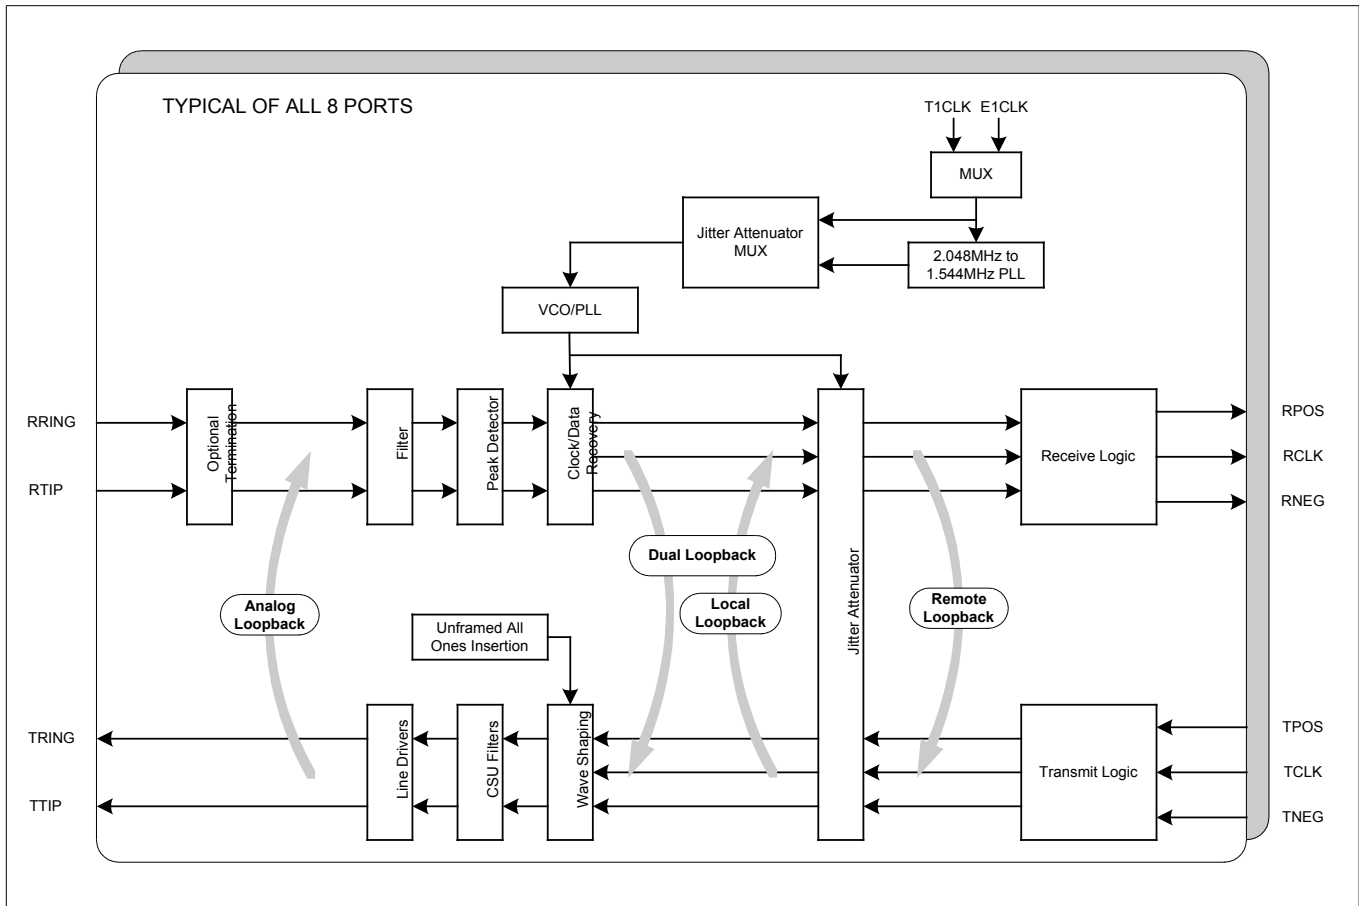 TYPICAL OF ALL 8 PORTS
T1CLK E1CLK
MUX
Jitter Attenuator
MUX
2.048MHz to
1.544MHz PLL
VCO/PLL
RRING
RTIP
Optional
Termination
Filter
Peak Detector
Clock/Data
Recovery
Jitter Attenuator
Receive Logic
RPOS
RCLK
RNEG
Dual Loopback
Analog
Loopback
Local
Loopback
Remote
Loopback
Unframed All
Ones Insertion
TRING
TTIP
Line Drivers
CSU Filters
Wave Shaping
Transmit Logic
TPOS
TCLK
TNEG